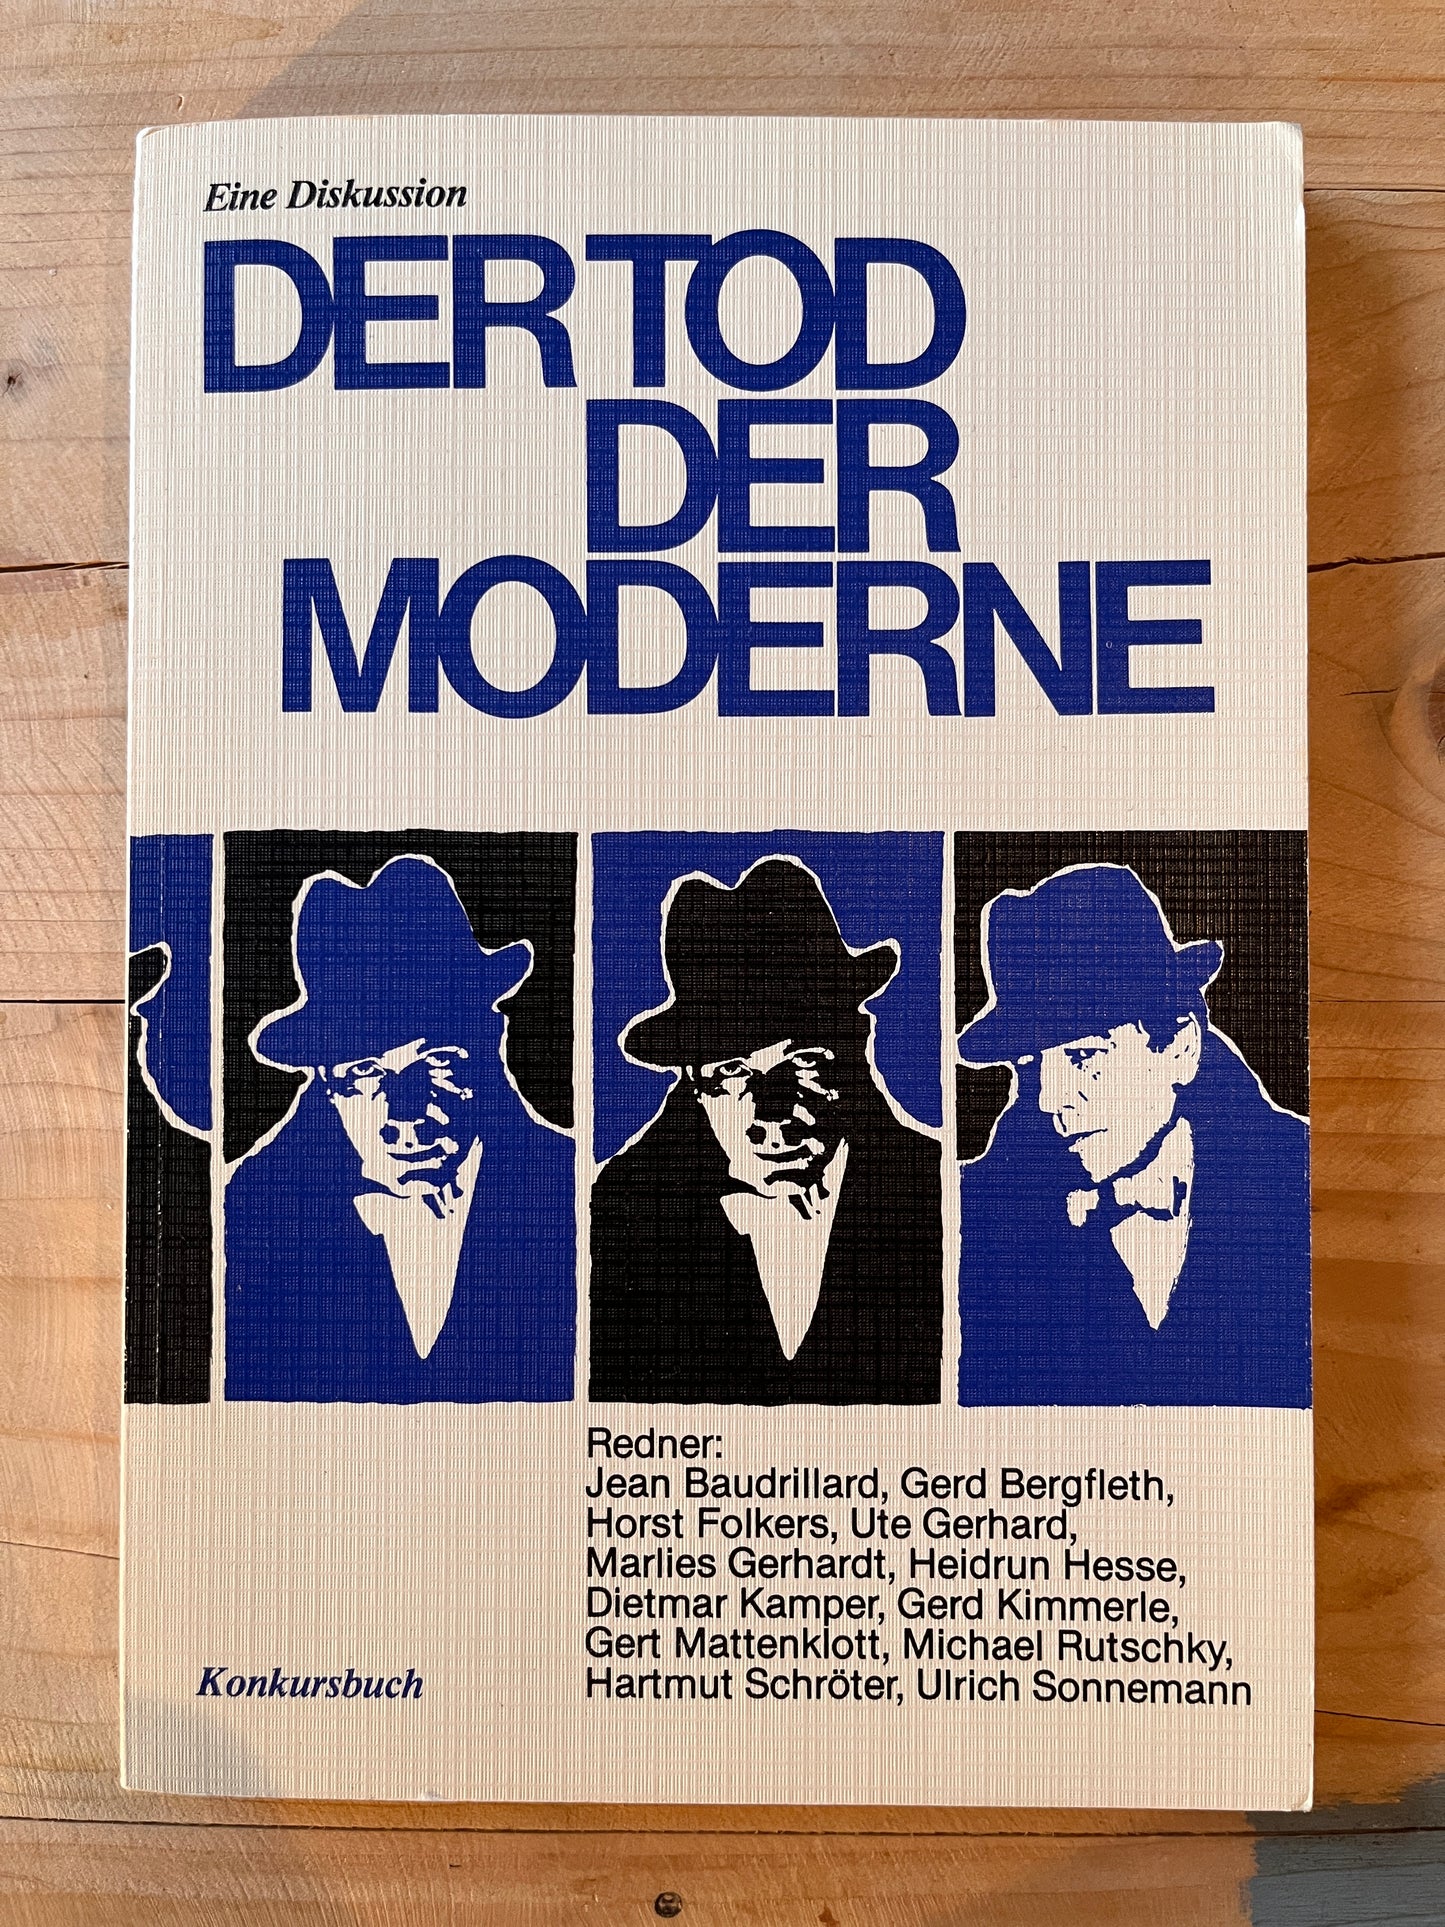 Eine Diskussion
DER TOD
DER
MODERNE
Redner:
Jean Baudrillard, Gerd Bergfleth,
Horst Folkers, Ute Gerhard,
Marlies Gerhardt, Heidrun Hesse,
Dietmar Kamper, Gerd Kimmerle,
Gert Mattenklott, Michael Rutschky,
Hartmut Schröter, Ulrich Sonnemann
Konkursbuch